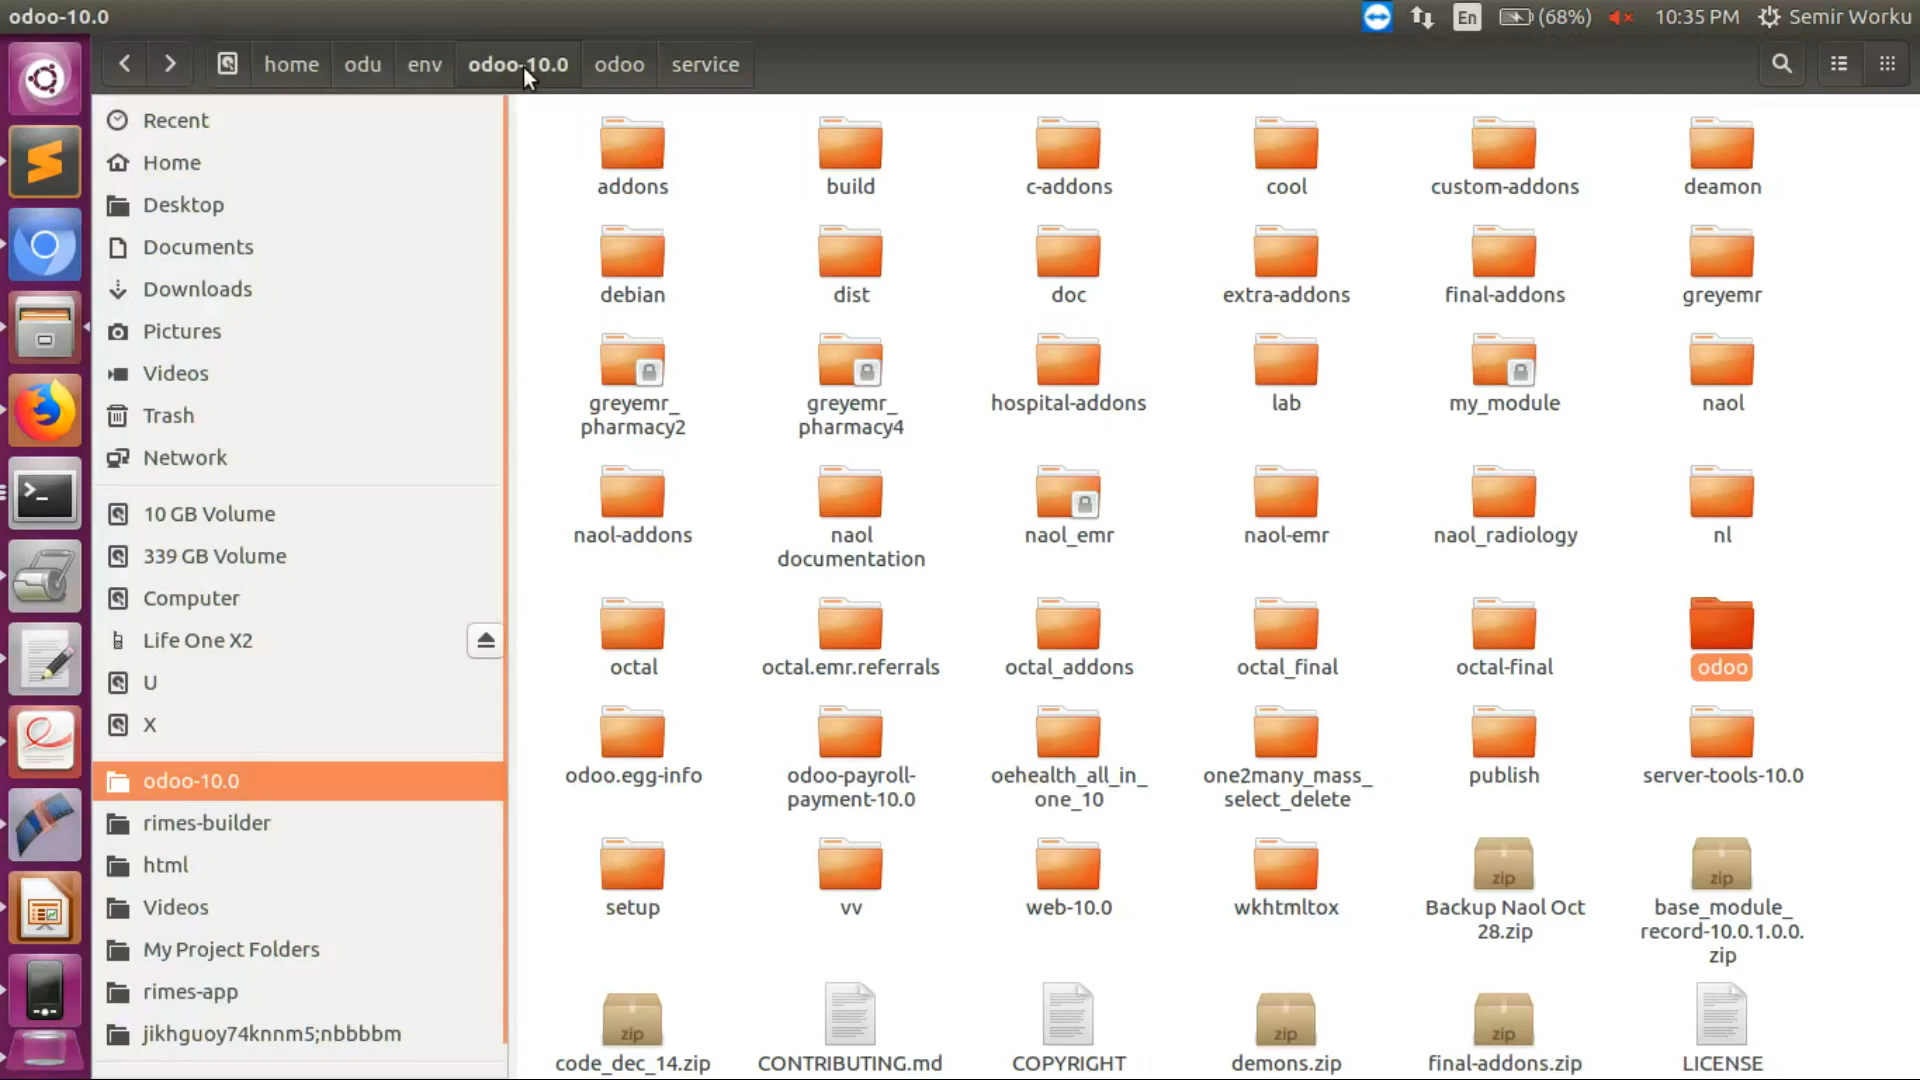 odoo-10.0
En
(68%)
10:35 PM
Semir Worku
home
odu
env
odoo-10.0
odoo
service
Recent
Home
Desktop
Documents
Downloads
Pictures
Videos
Trash
Network
10 GB Volume
339 GB Volume
Computer
Life One X2
U
X
odoo-10.0
rimes-builder
html
Videos
My Project Folders
rimes-app
jikhguoy74knnm5;nbbbbm
addons
build
c-addons
cool
custom-addons
deamon
debian
dist
doc
extra-addons
final-addons
greyemr
greyemr_
pharmacy2
greyemr_
pharmacy4
hospital-addons
lab
my_module
naol
naol-addons
naol
documentation
naol_emr
naol-emr
naol_radiology
nl
octal
octal.emr.referrals
octal_addons
octal_final
octal-final
odoo
odoo.egg-info
odoo-payroll-
payment-10.0
oehealth_all_in_
one_10
one2many_mass_
select_delete
publish
server-tools-10.0
setup
vv
web-10.0
wkhtmltox
zip
Backup Naol Oct
28.zip
zip
base_module_
record-10.0.1.0.0.
zip
zip
code_dec_14.zip
CONTRIBUTING.md
COPYRIGHT
zip
demons.zip
zip
final-addons.zip
LICENSE